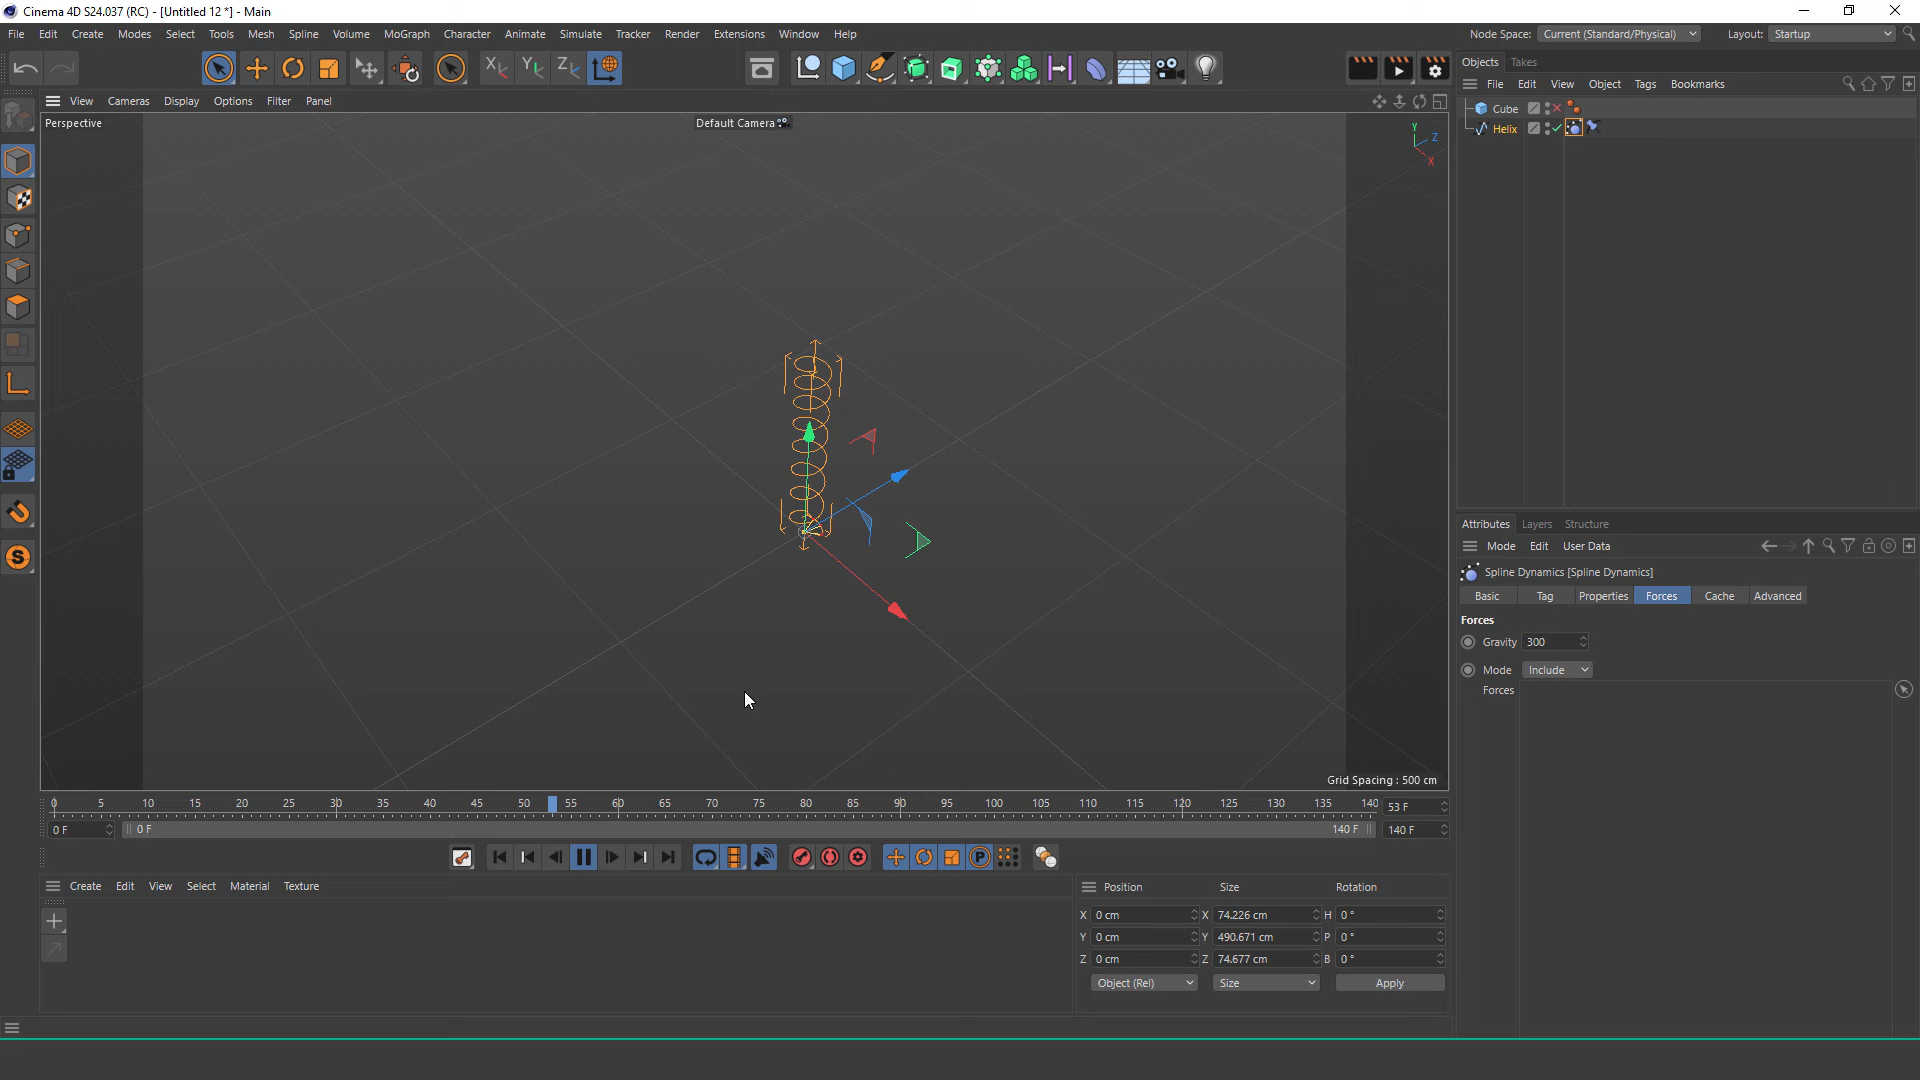 Cinema 4D S24.037 (RC) - [Untitled 12 *] - Main
File Edit Create Modes Select Tools Mesh Spline Volume MoGraph Character Animate Simulate Tracker Render Extensions Window Help
Node Space: Current (Standard/Physical) Layout: Startup
X Y Z
Objects Takes
File Edit View Object Tags Bookmarks
View Cameras Display Options Filter Panel
Perspective
Default Camera
Y
Z
X
Cube
Helix
Grid Spacing : 500 cm
Attributes Layers Structure
Mode Edit User Data
Spline Dynamics [Spline Dynamics]
Basic Tag Properties Forces Cache Advanced
Forces
Gravity 300
Mode Include
Forces
0 5 10 15 20 25 30 35 40 45 50 55 60 65 70 75 80 85 90 95 100 105 110 115 120 125 130 135 140 53 F
0 F 0 F 140 F 140 F
P
Create Edit View Select Material Texture
Position Size Rotation
X 0 cm X 74.226 cm H 0 °
Y 0 cm Y 490.671 cm P 0 °
Z 0 cm Z 74.677 cm B 0 °
Object (Rel) Size Apply